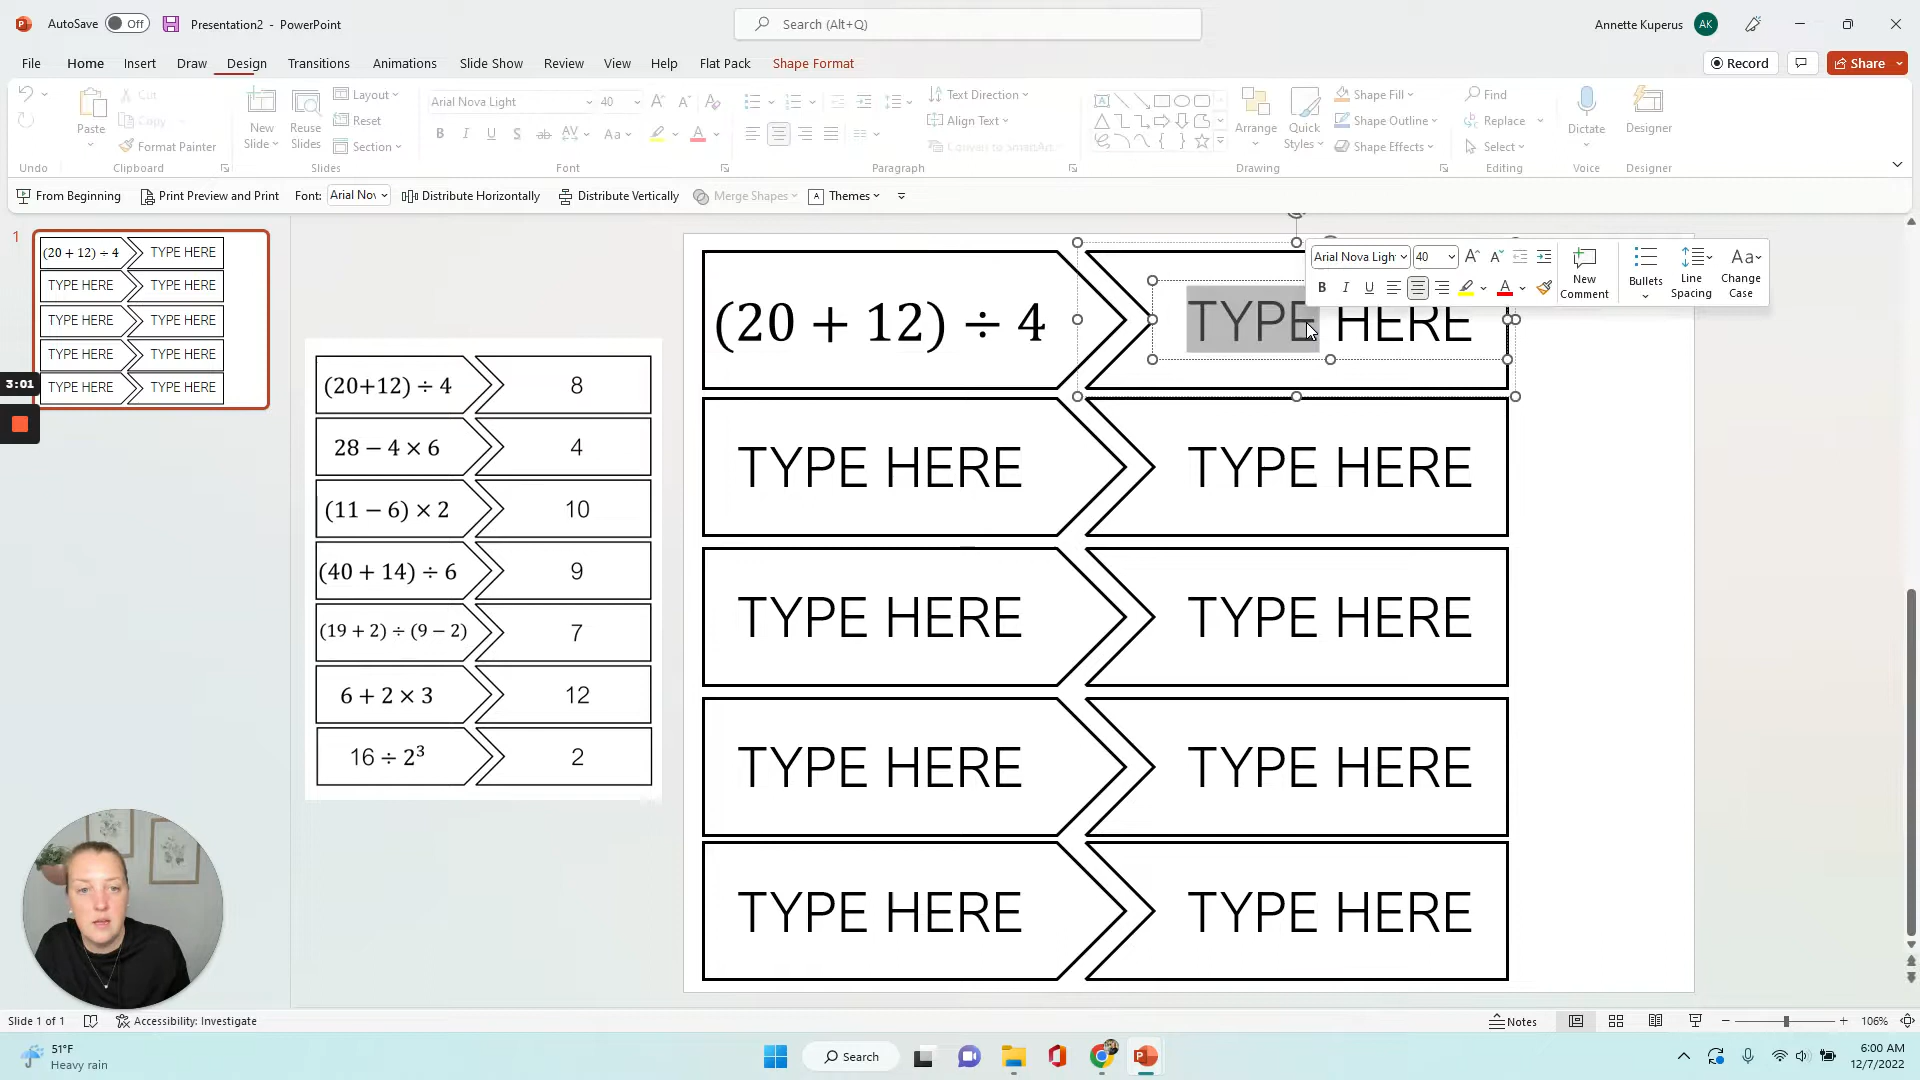 AutoSave Off Presentation2 - PowerPoint Search (Alt+Q) Annette Kuperus AK
File Home Insert Draw Design Transitions Animations Slide Show Review View Help Flat Pack Shape Format Record Share
Paste Cut Copy Format Painter New Slide Reuse Slides Layout Reset Section
Arial Nova Light 40 Text Direction Align Text Convert to SmartArt
Arrange Quick Styles Shape Fill Shape Outline Shape Effects Find Replace Select Dictate Designer
Undo Clipboard Slides Font Paragraph Drawing Editing Voice Designer
From Beginning Print Preview and Print Font: Arial Nov Distribute Horizontally Distribute Vertically Merge Shapes Themes
1
(20 + 12) ÷ 4 TYPE HERE
TYPE HERE TYPE HERE
TYPE HERE TYPE HERE
TYPE HERE TYPE HERE
TYPE HERE TYPE HERE
3:01
(20+12) ÷ 4 8
28 − 4 × 6 4
(11 − 6) × 2 10
(40 + 14) ÷ 6 9
(19 + 2) ÷ (9 − 2) 7
6 + 2 × 3 12
16 ÷ 2³ 2
Arial Nova Ligh 40
B I U A
New Comment Bullets Line Spacing Change Case
(20 + 12) ÷ 4 TYPE HERE
TYPE HERE TYPE HERE
TYPE HERE TYPE HERE
TYPE HERE TYPE HERE
TYPE HERE TYPE HERE
Slide 1 of 1 Accessibility: Investigate Notes 106%
51°F
Heavy rain
Search
6:00 AM
12/7/2022